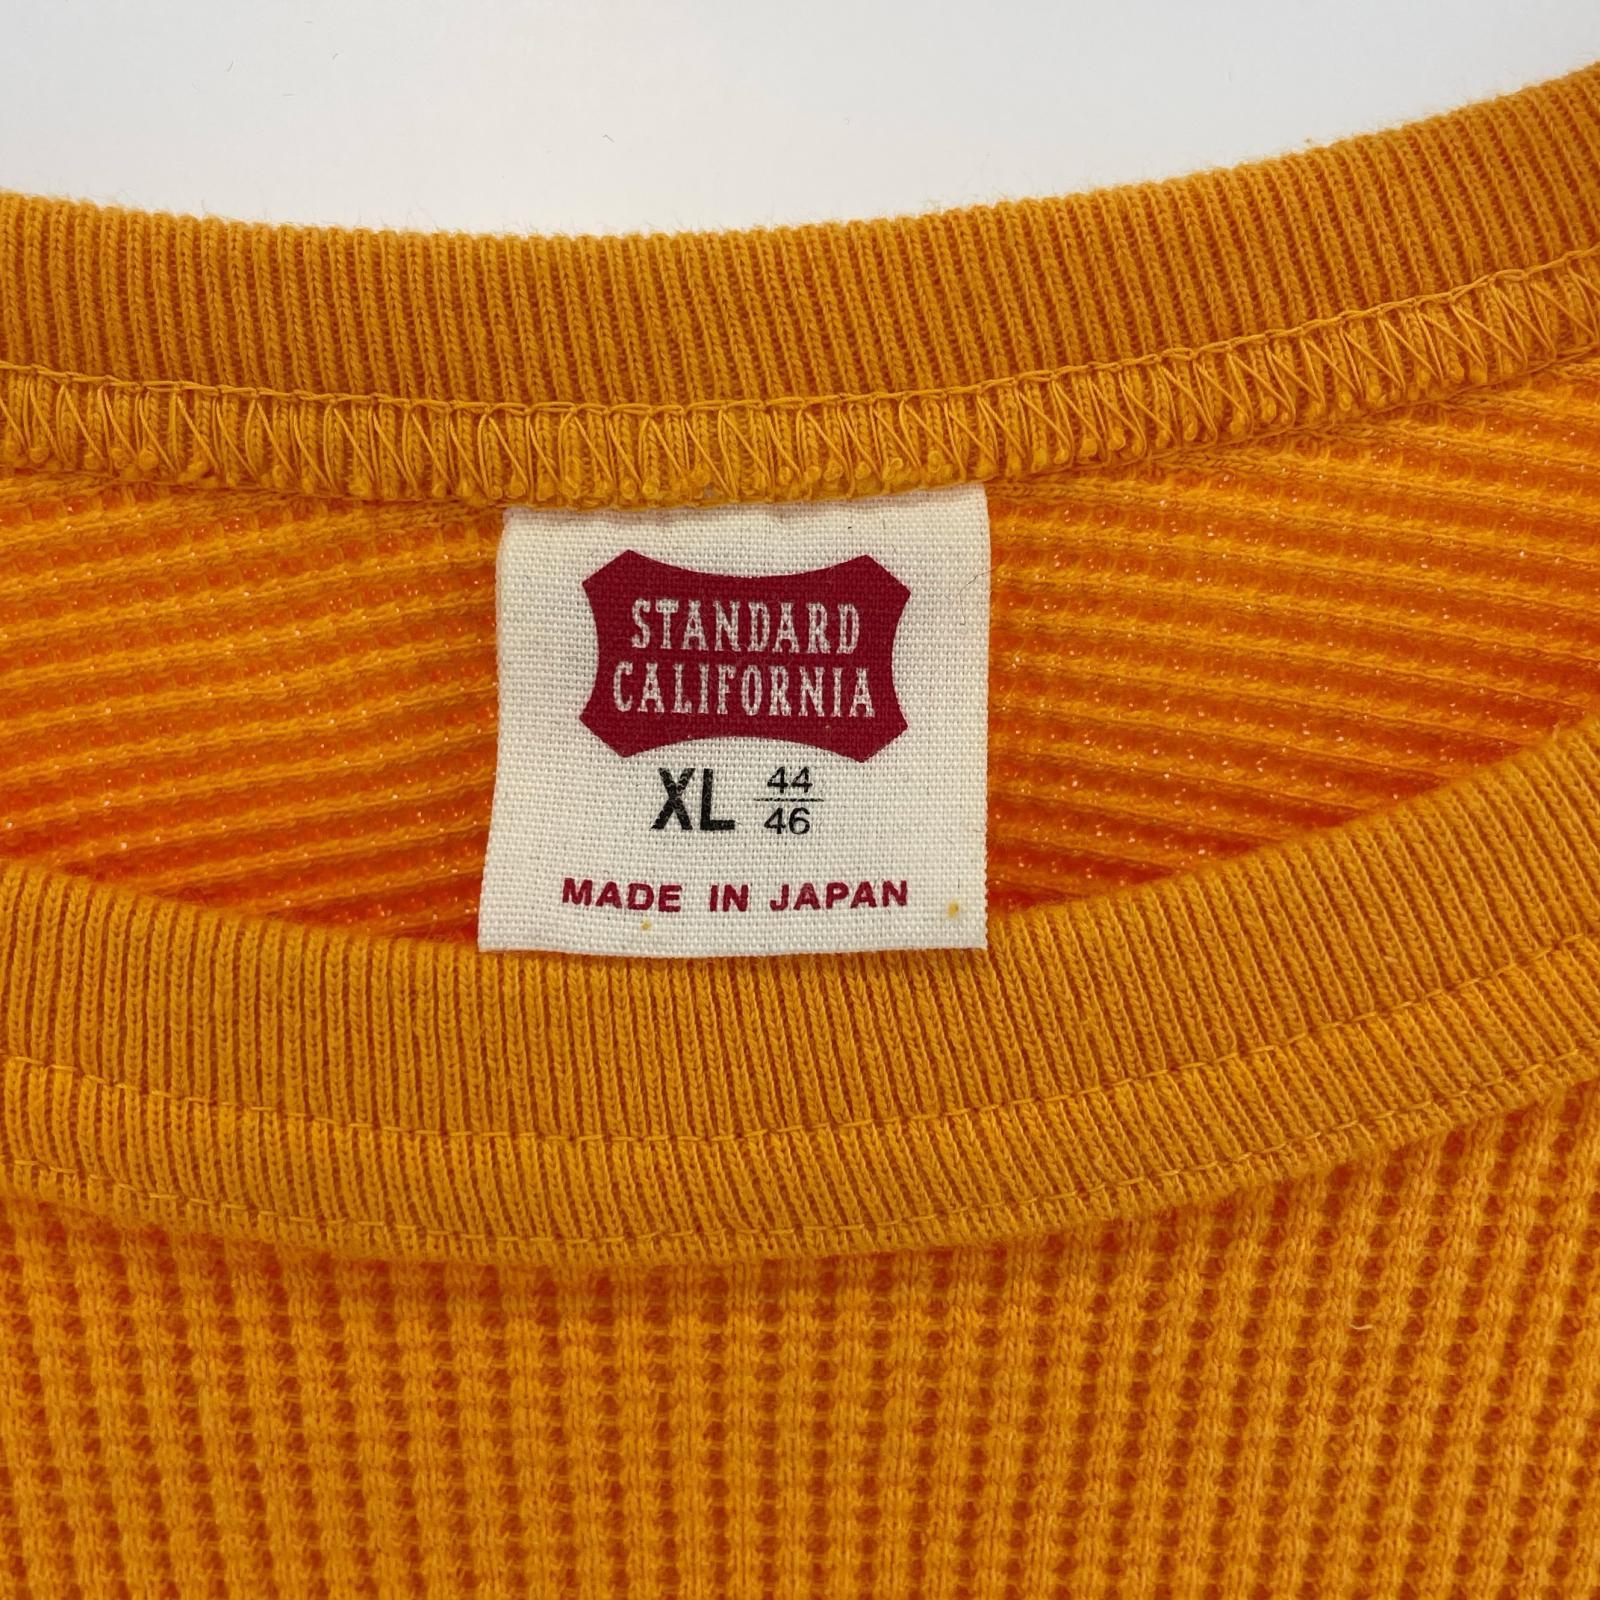 STANDARD
CALIFORNIA
XL 44/46
MADE IN JAPAN